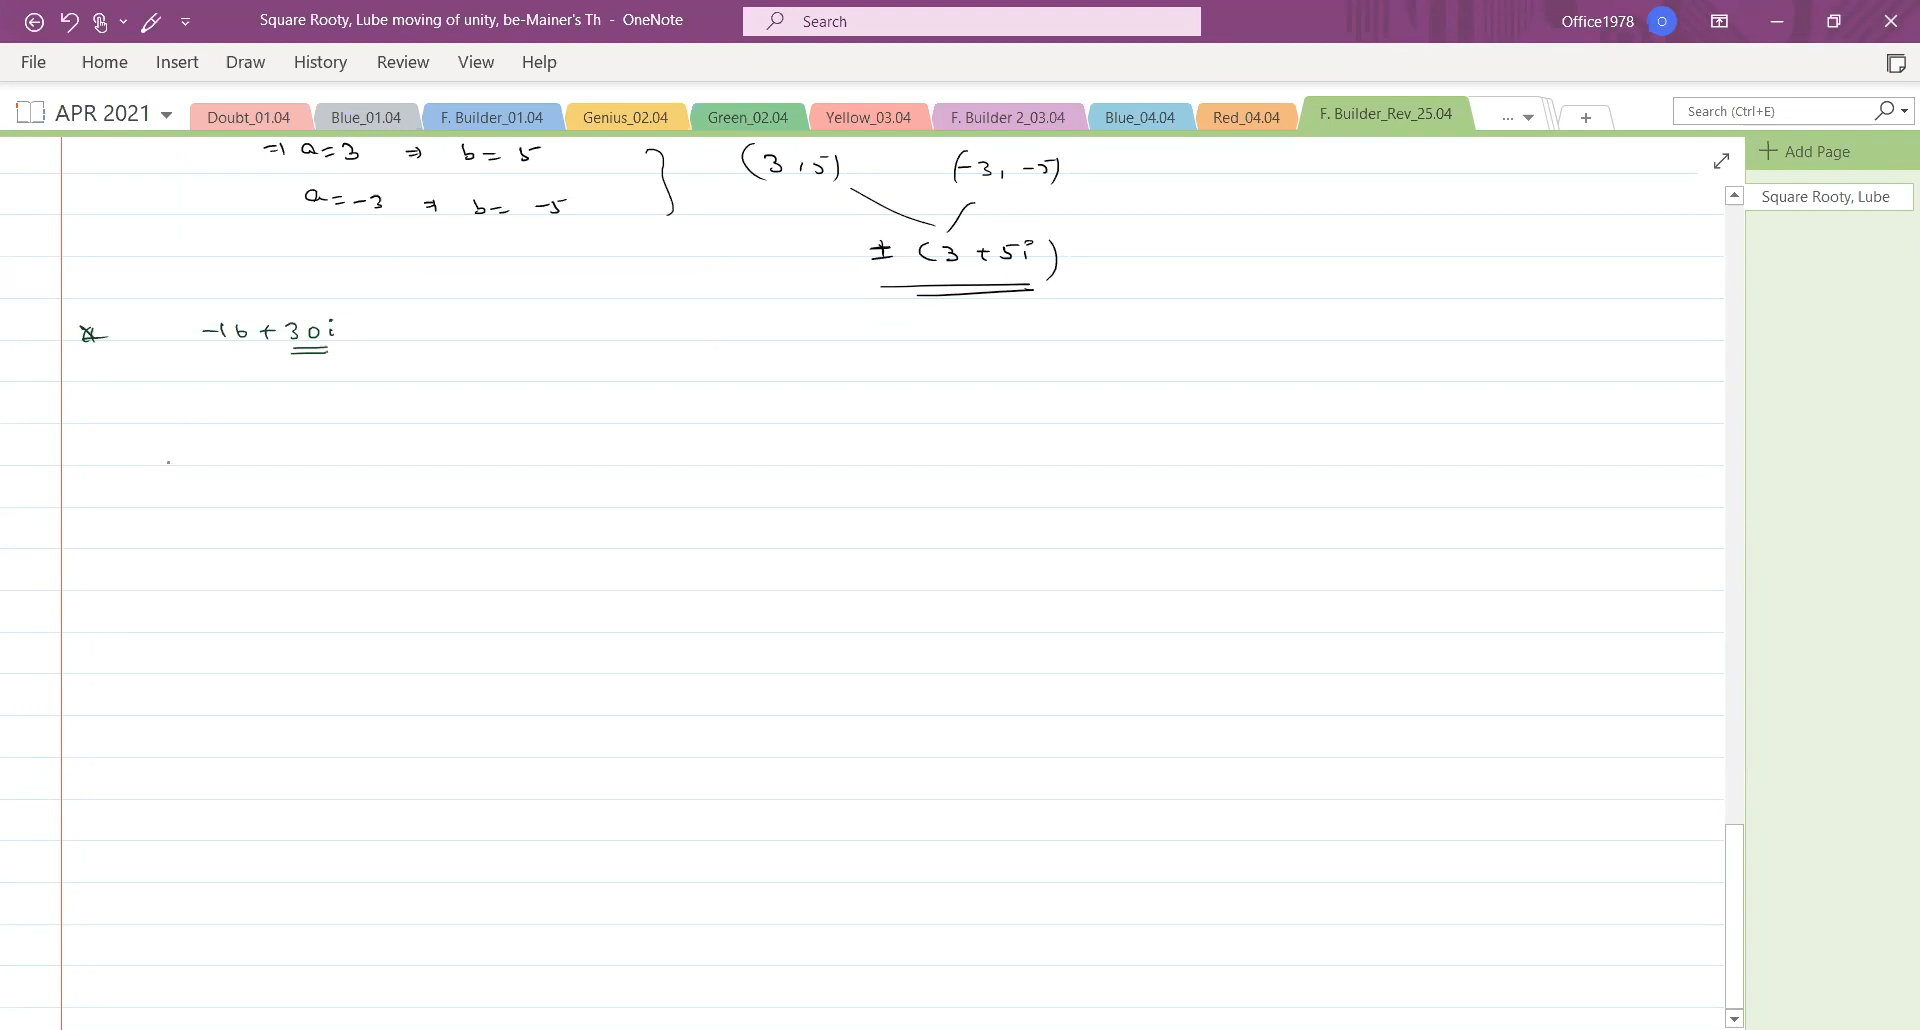 Square Rooty, Lube moving of unity, be-Mainer's Th - OneNote
Search
Office1978
O
File Home Insert Draw History Review View Help
APR 2021
Doubt_01.04 Blue_01.04 F. Builder_01.04 Genius_02.04 Green_02.04 Yellow_03.04 F. Builder 2_03.04 Blue_04.04 Red_04.04 F. Builder_Rev_25.04 ...
Search (Ctrl+E)
Add Page
Square Rooty, Lube
⇒ a = 3 ⇒ b = 5
a = -3 ⇒ b = -5
(3, 5) (-3, -5)
± (3 + 5i)
-16 + 30i